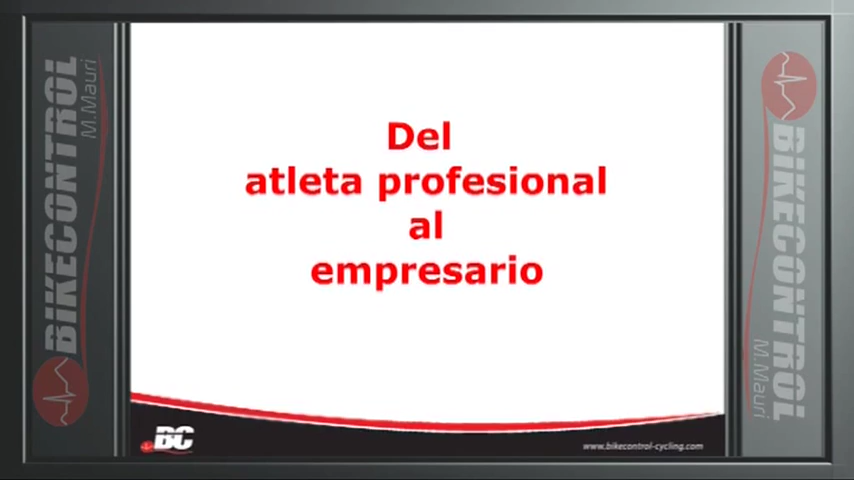 BIKECONTROL
M.Mauri
Del
atleta profesional
al
empresario
BC
www.bikecontrol-cycling.com
BIKECONTROL
M.Mauri